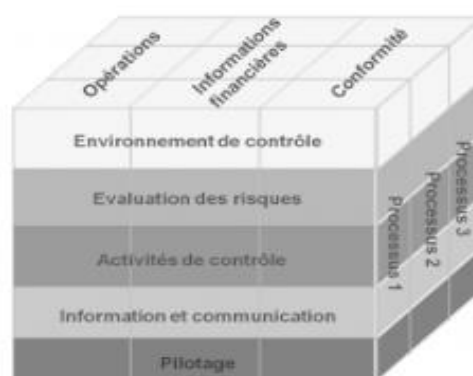 Opérations
Informations
financières
Conformité
Environnement de contrôle
Evaluation des risques
Activités de contrôle
Information et communication
Pilotage
Processus 1
Processus 2
Processus 3